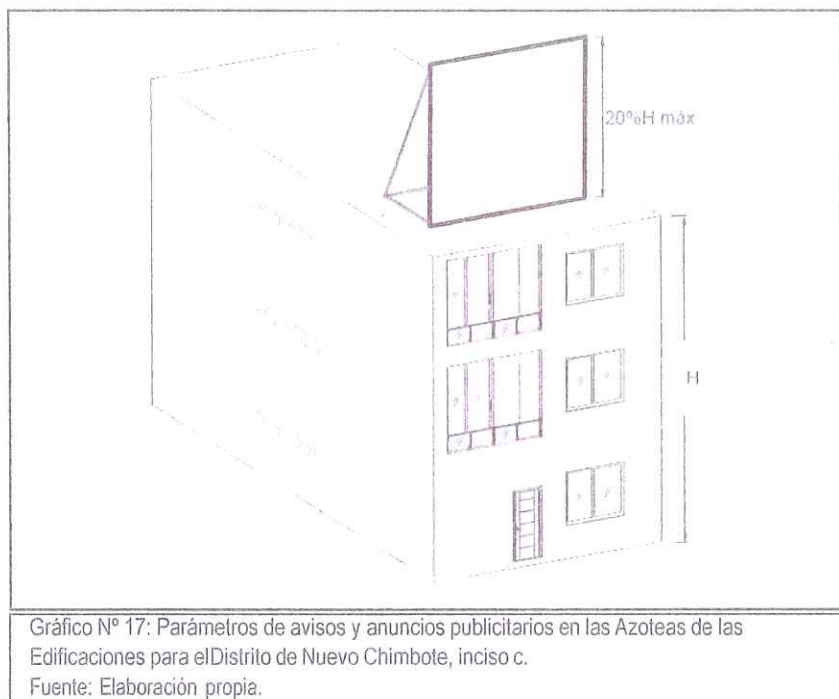 20%H máx
H
Gráfico Nº 17: Parámetros de avisos y anuncios publicitarios en las Azoteas de las
Edificaciones para elDistrito de Nuevo Chimbote, inciso c.
Fuente: Elaboración propia.